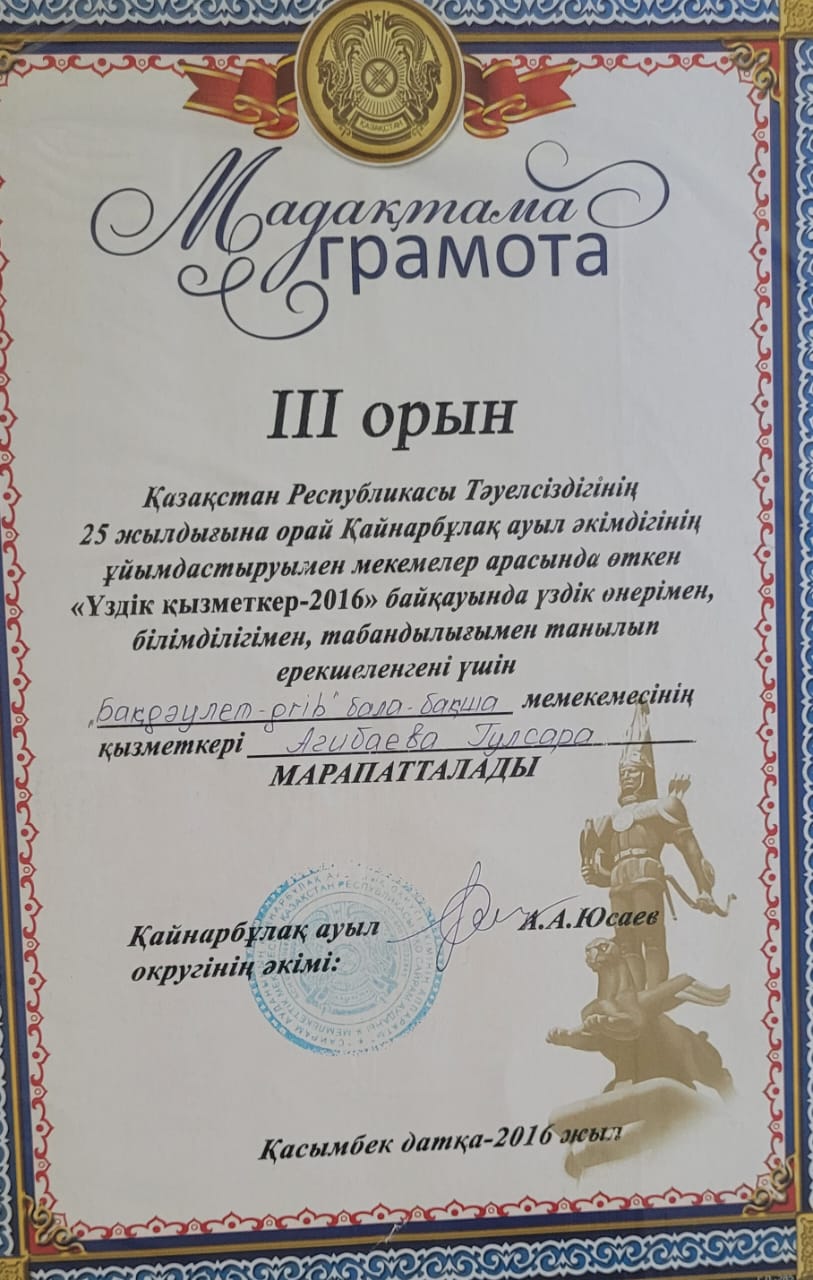 ҚАЗАҚСТАН
Мадақтама
грамота
III орын
Қазақстан Республикасы Тәуелсіздігінің
25 жылдығына орай Қайнарбұлақ ауыл әкімдігінің
ұйымдастыруымен мекемелер арасында өткен
«Үздік қызметкер-2016» байқауында үздік өнерімен,
білімділігімен, табандылығымен танылып
ерекшеленгені үшін
„Бақдәулет-grib" бала-бақша мемекемесінің
қызметкері Агибаева Гулсара
МАРАПАТТАЛАДЫ
Қайнарбұлақ ауыл
округінің әкімі:
А.А.Юсаев
Қасымбек датқа-2016 жыл